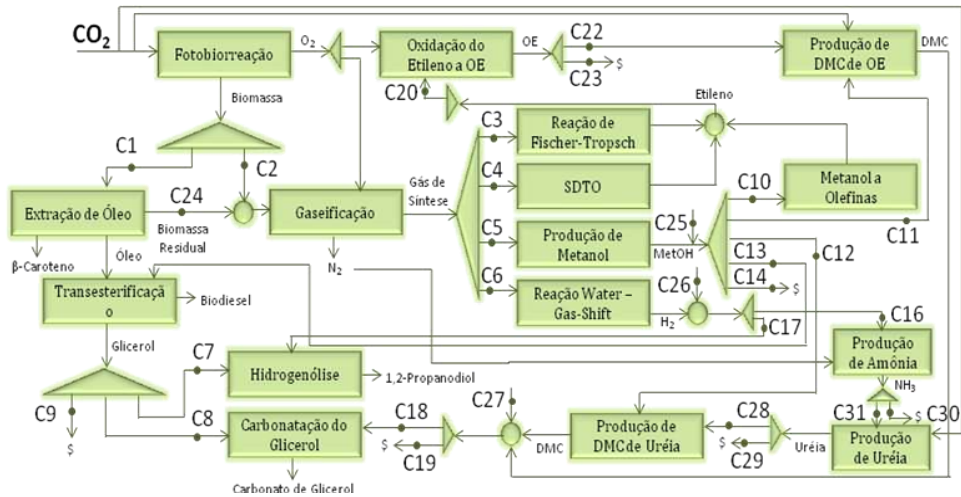 CO2
Fotobiorreação
O2
Oxidação do
Etileno a OE
OE
C22
C23
$
Produção de
DMC de OE
DMC
Biomassa
C20
Etileno
C1
C2
C3
Reação de
Fischer-Tropsch
C4
SDTO
C10
Metanol a
Olefinas
C11
Extração de Óleo
C24
Biomassa
Residual
Gaseificação
Gás de
Síntese
C5
Produção de
Metanol
C25
MetOH
C13
C12
C14
$
β-Caroteno
Óleo
N2
C6
Reação Water –
Gas-Shift
C26
H2
C17
C16
Transesterificaçã
o
Biodiesel
Glicerol
C7
Hidrogenólise
1,2-Propanodiol
Produção
de Amônia
NH3
C9
$
C8
Carbonatação do
Glicerol
C18
C19
$
C27
DMC
Produção de
DMC de Uréia
C28
C29
$
Uréia
C31
$
C30
Produção
de Uréia
Carbonato de Glicerol